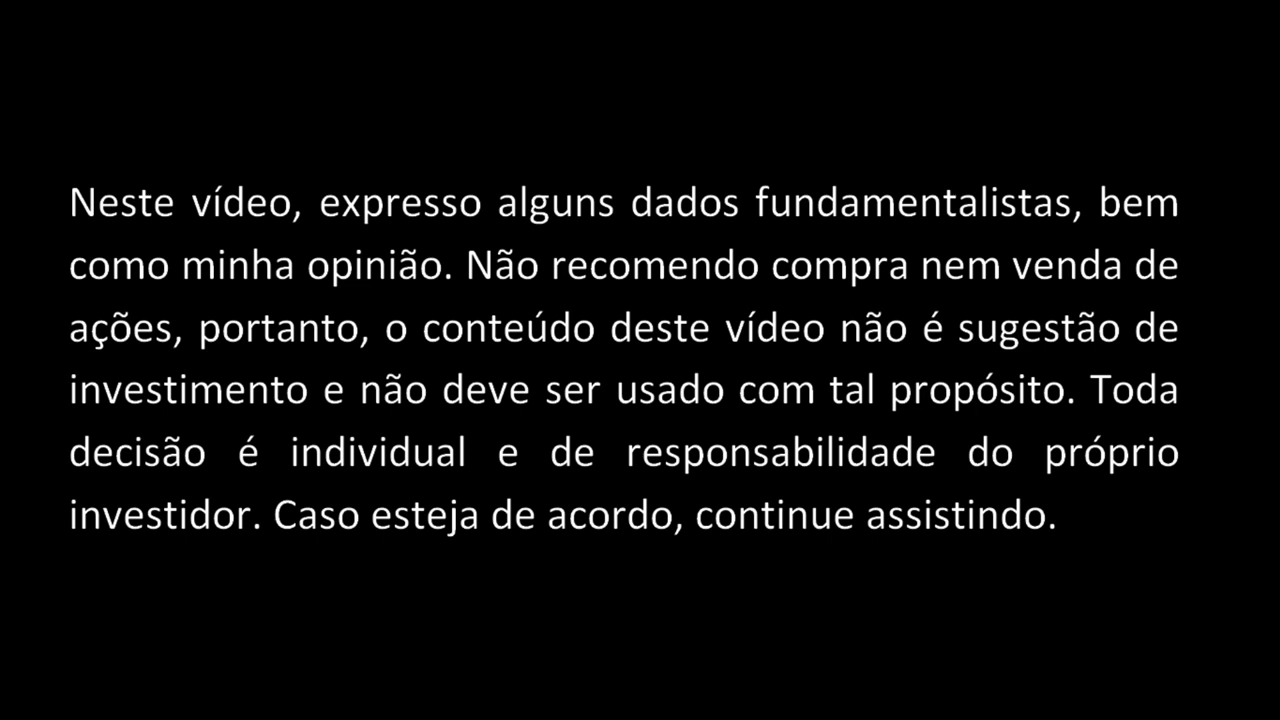 Neste vídeo, expresso alguns dados fundamentalistas, bem
como minha opinião. Não recomendo compra nem venda de
ações, portanto, o conteúdo deste vídeo não é sugestão de
investimento e não deve ser usado com tal propósito. Toda
decisão é individual e de responsabilidade do próprio
investidor. Caso esteja de acordo, continue assistindo.